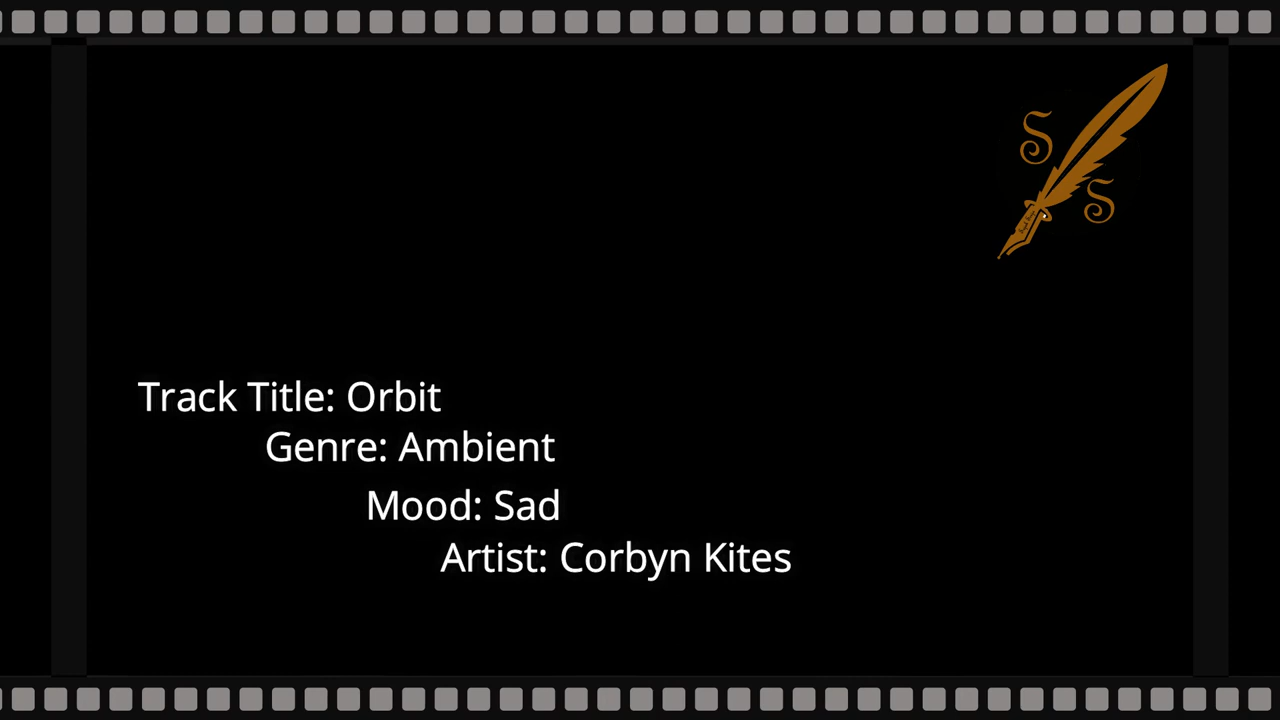 S
S
Track Title: Orbit
Genre: Ambient
Mood: Sad
Artist: Corbyn Kites